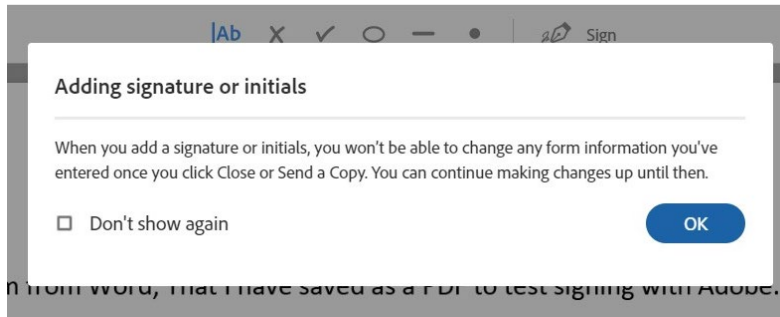 |Ab Sign
Adding signature or initials
When you add a signature or initials, you won't be able to change any form information you've
entered once you click Close or Send a Copy. You can continue making changes up until then.
Don't show again
OK
from Word, That I have saved as a PDF to test signing with Adobe.